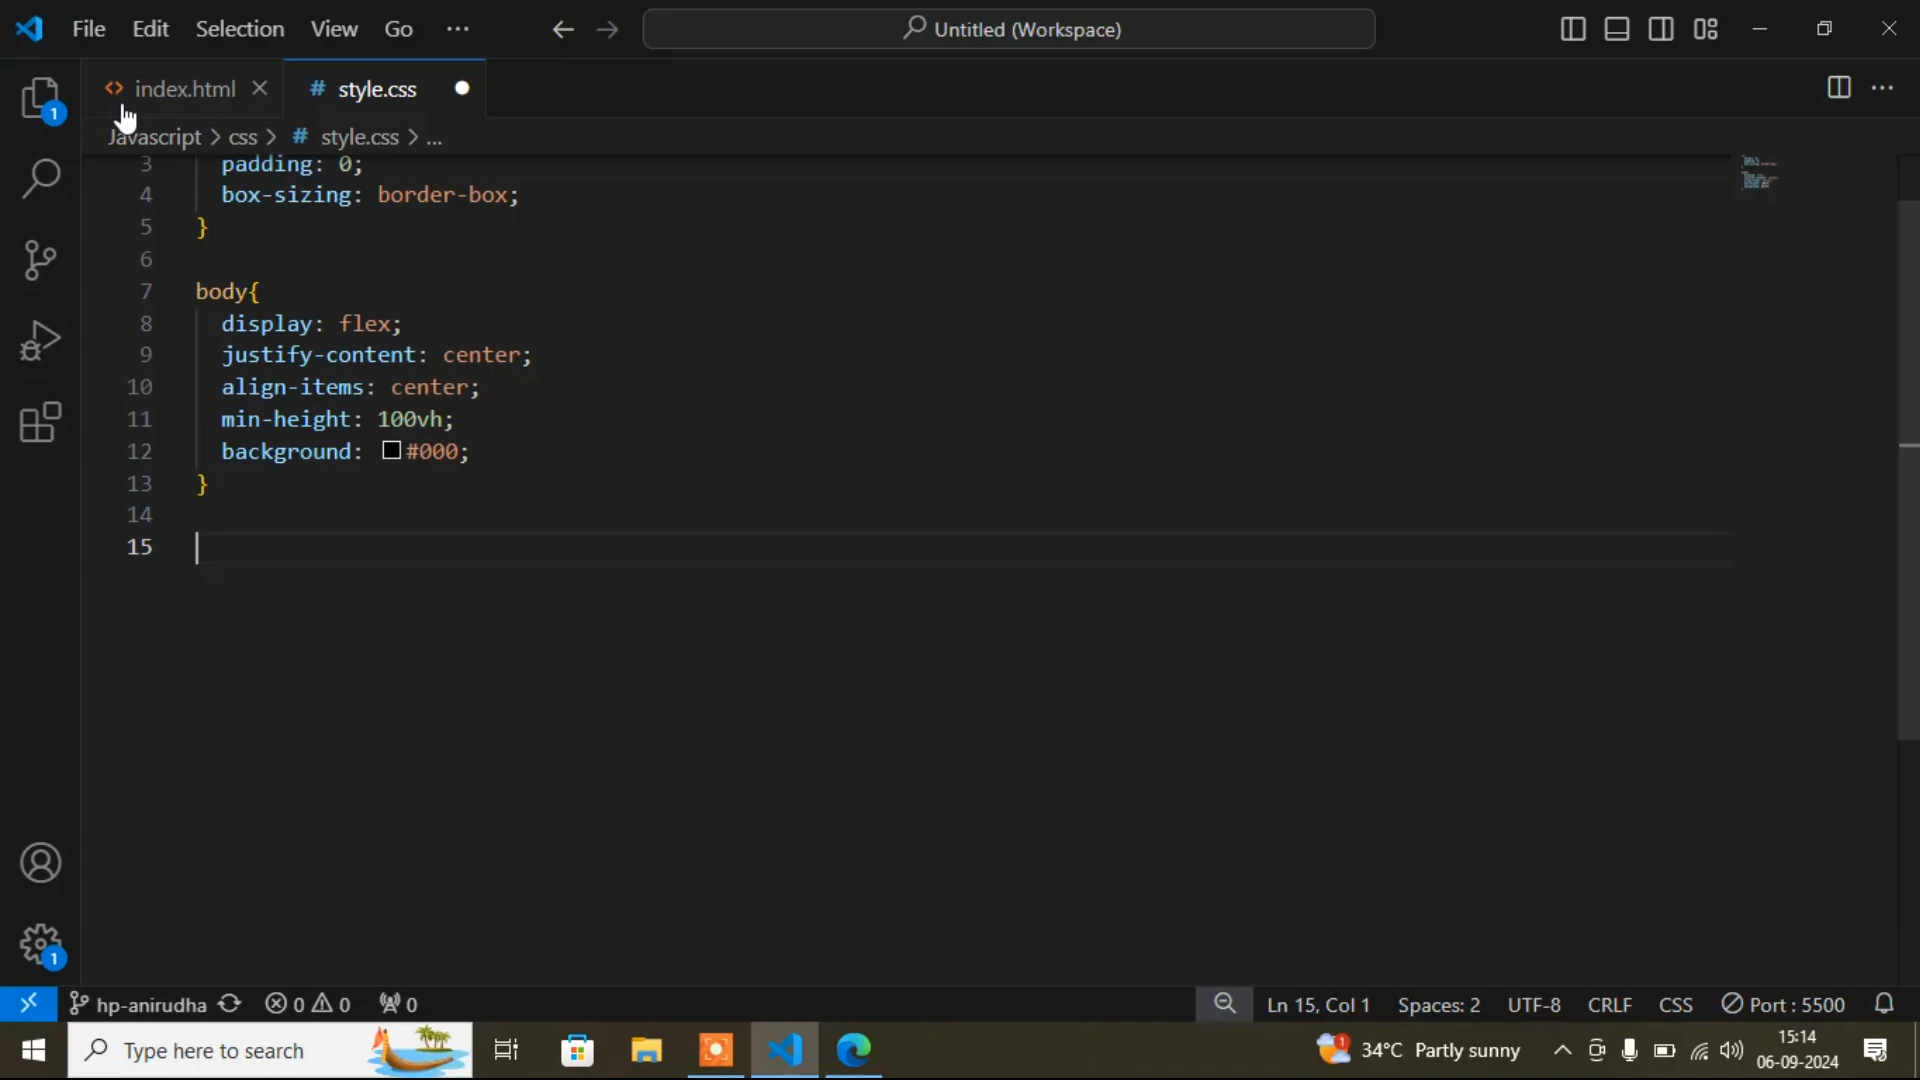 File Edit Selection View Go ··· Untitled (Workspace)
index.html style.css
Javascript > css > # style.css > ...
3 padding: 0;
4 box-sizing: border-box;
5 }
6
7 body{
8 display: flex;
9 justify-content: center;
10 align-items: center;
11 min-height: 100vh;
12 background: #000;
13 }
14
15
1
1
hp-anirudha 0 0 0 Ln 15, Col 1 Spaces: 2 UTF-8 CRLF CSS Port : 5500
Type here to search 1 34°C Partly sunny 15:14
06-09-2024